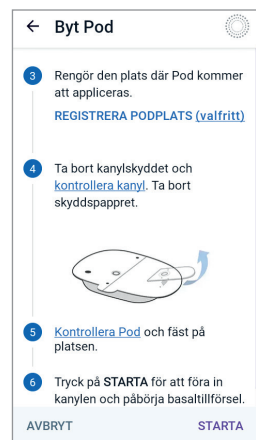 ← Byt Pod
3 Rengör den plats där Pod kommer
att appliceras.
REGISTRERA PODPLATS (valfritt)
4 Ta bort kanylskyddet och
kontrollera kanyl. Ta bort
skyddspappret.
5 Kontrollera Pod och fäst på
platsen.
6 Tryck på STARTA för att föra in
kanylen och påbörja basaltillförsel.
AVBRYT STARTA